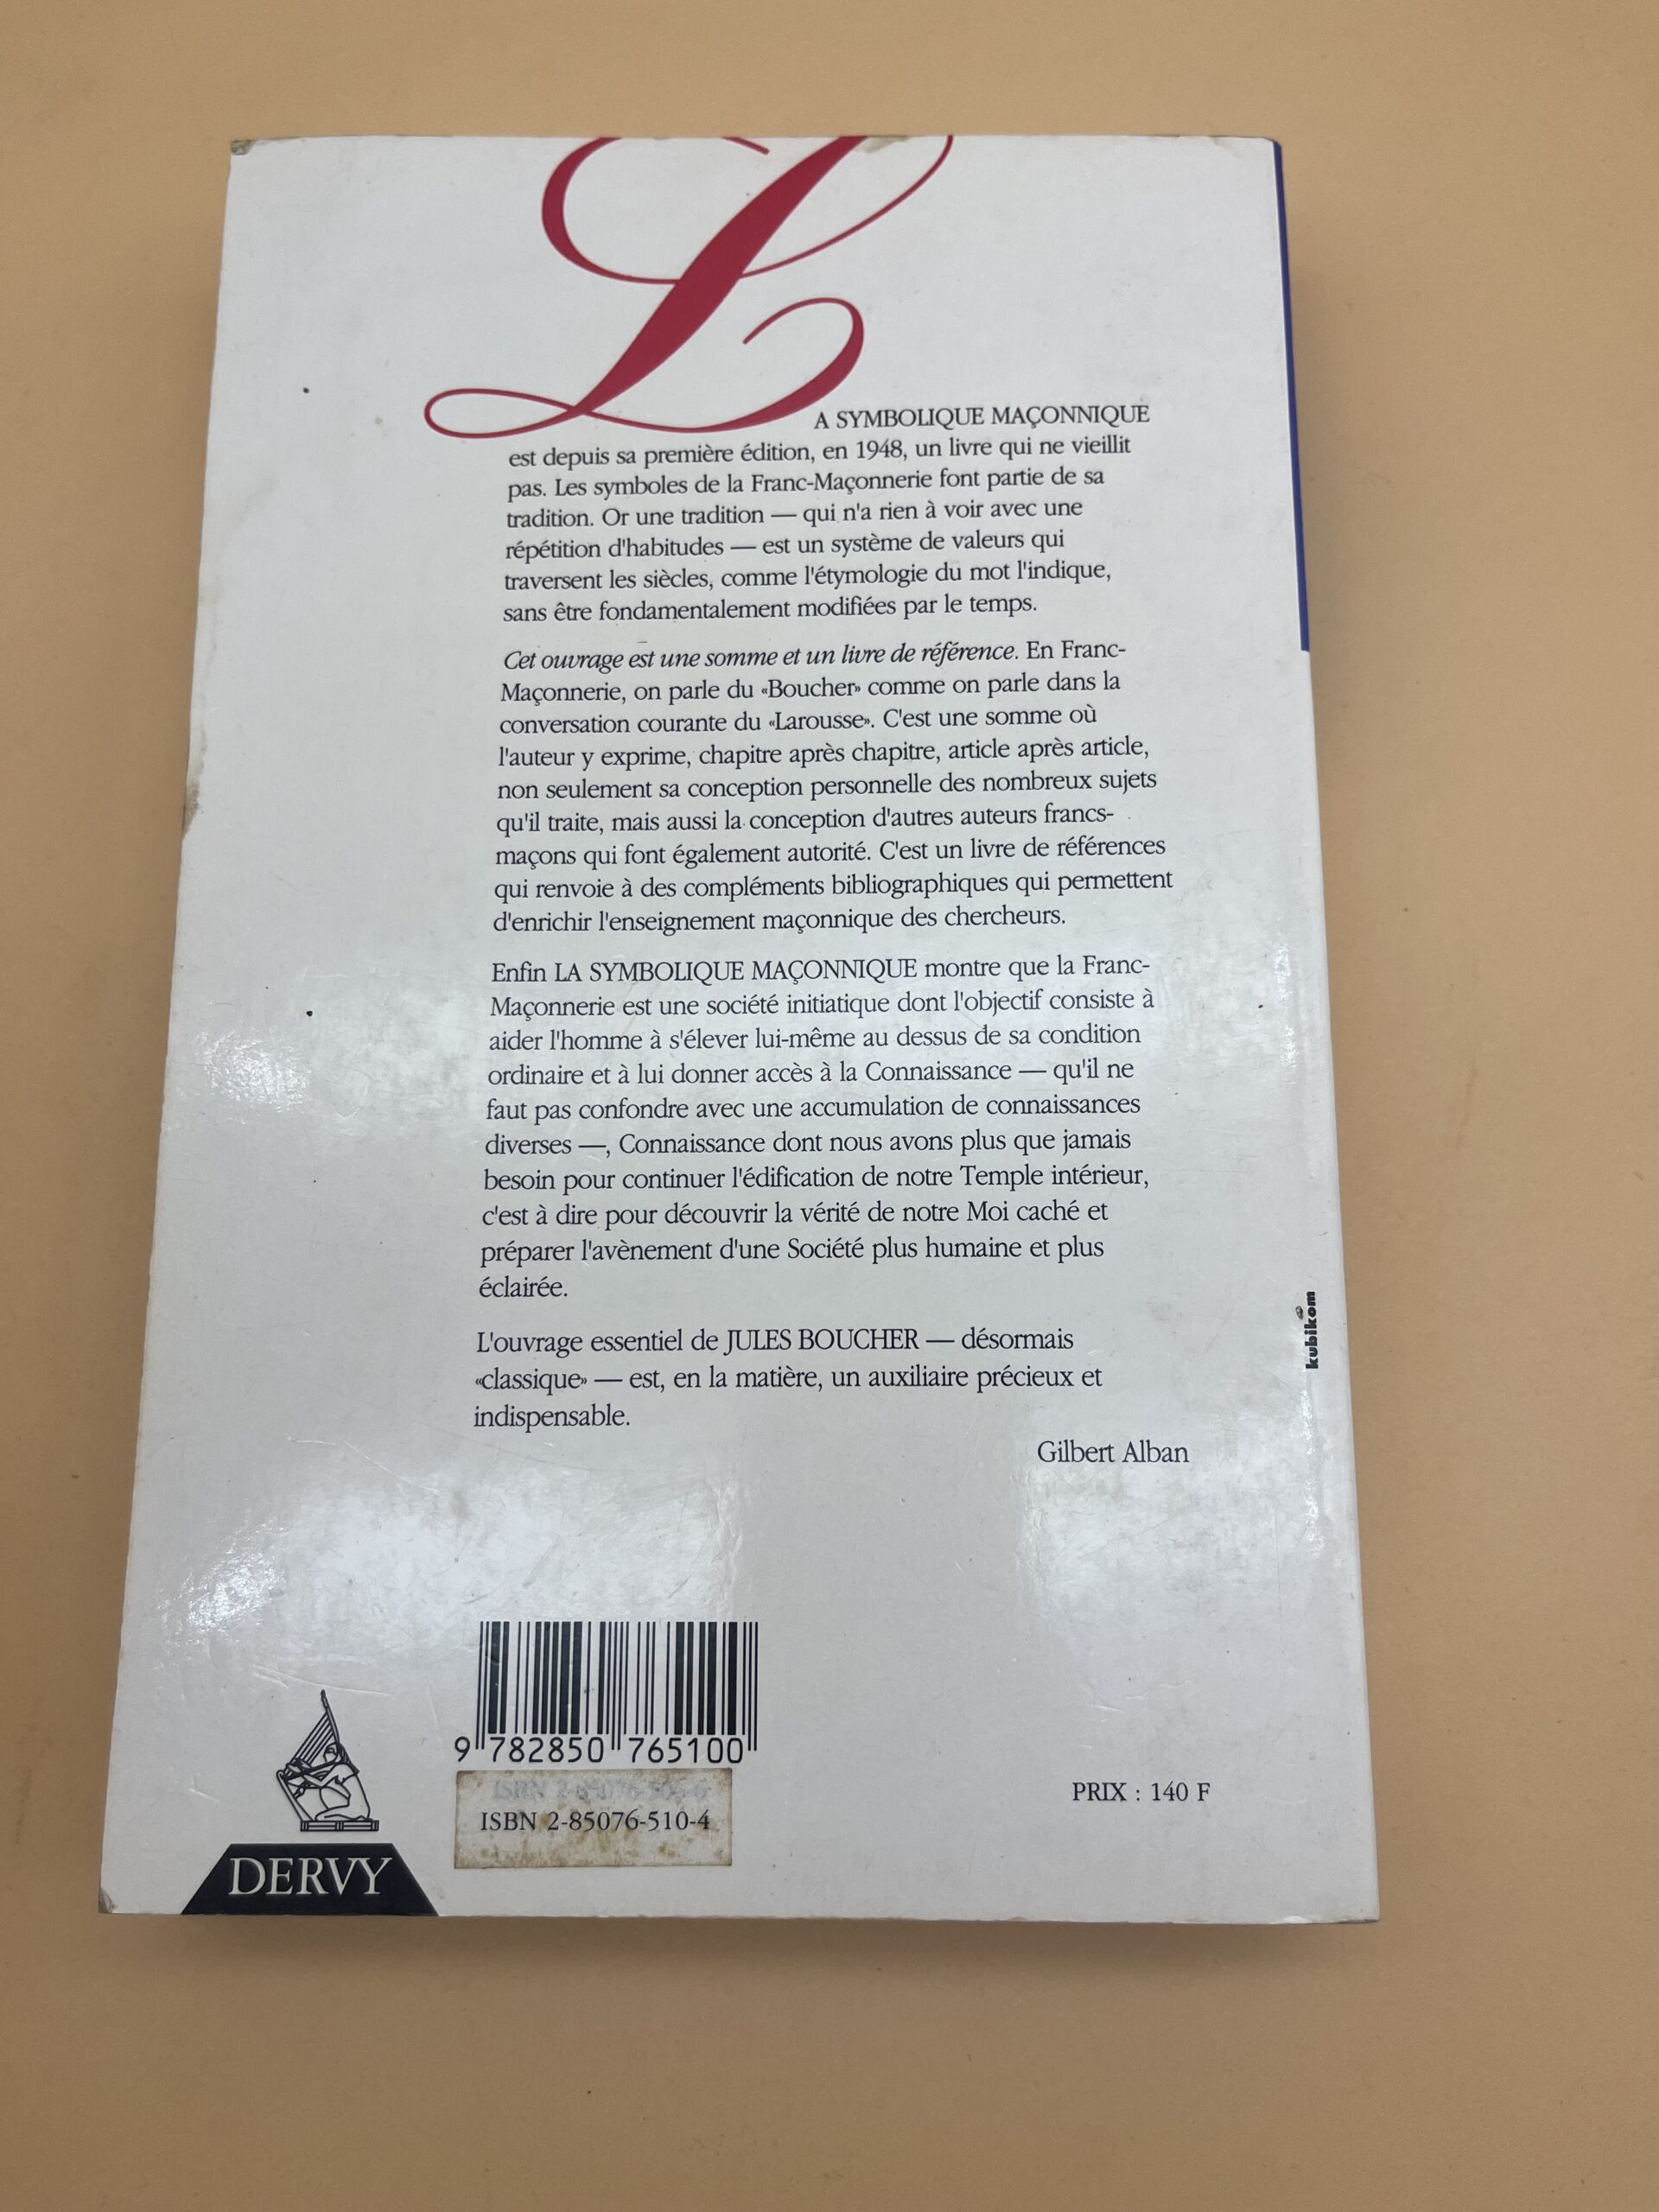 LA SYMBOLIQUE MAÇONNIQUE
est depuis sa première édition, en 1948, un livre qui ne vieillit
pas. Les symboles de la Franc-Maçonnerie font partie de sa
tradition. Or une tradition — qui n'a rien à voir avec une
répétition d'habitudes — est un système de valeurs qui
traversent les siècles, comme l'étymologie du mot l'indique,
sans être fondamentalement modifiées par le temps.
Cet ouvrage est une somme et un livre de référence. En Franc-
Maçonnerie, on parle du «Boucher» comme on parle dans la
conversation courante du «Larousse». C'est une somme où
l'auteur y exprime, chapitre après chapitre, article après article,
non seulement sa conception personnelle des nombreux sujets
qu'il traite, mais aussi la conception d'autres auteurs francs-
maçons qui font également autorité. C'est un livre de références
qui renvoie à des compléments bibliographiques qui permettent
d'enrichir l'enseignement maçonnique des chercheurs.
Enfin LA SYMBOLIQUE MAÇONNIQUE montre que la Franc-
Maçonnerie est une société initiatique dont l'objectif consiste à
aider l'homme à s'élever lui-même au dessus de sa condition
ordinaire et à lui donner accès à la Connaissance — qu'il ne
faut pas confondre avec une accumulation de connaissances
diverses —, Connaissance dont nous avons plus que jamais
besoin pour continuer l'édification de notre Temple intérieur,
c'est à dire pour découvrir la vérité de notre Moi caché et
préparer l'avènement d'une Société plus humaine et plus
éclairée.
L'ouvrage essentiel de JULES BOUCHER — désormais
«classique» — est, en la matière, un auxiliaire précieux et
indispensable.
Gilbert Alban
kubikom
9 782850 765100
ISBN 2-85076-510-4
PRIX : 140 F
DERVY